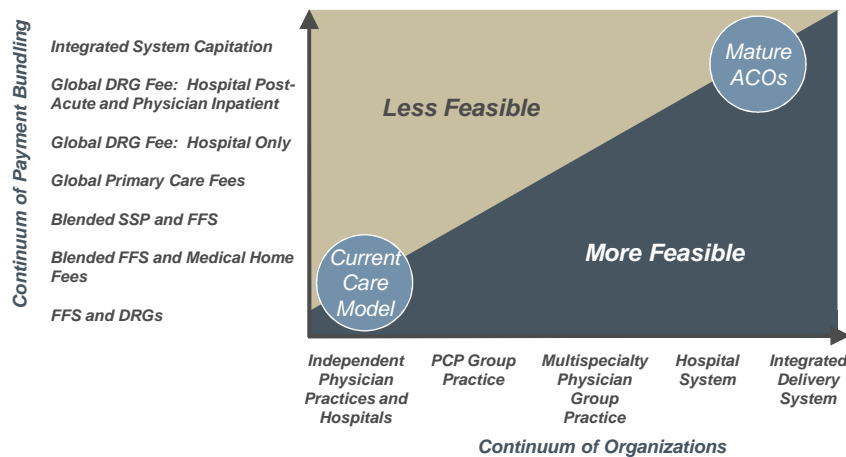 Continuum of Payment Bundling
Integrated System Capitation
Global DRG Fee: Hospital Post-
Acute and Physician Inpatient
Global DRG Fee: Hospital Only
Global Primary Care Fees
Blended SSP and FFS
Blended FFS and Medical Home
Fees
FFS and DRGs
Mature
ACOs
Less Feasible
Current
Care
Model
More Feasible
Independent
Physician
Practices and
Hospitals
PCP Group
Practice
Multispecialty
Physician
Group
Practice
Hospital
System
Integrated
Delivery
System
Continuum of Organizations